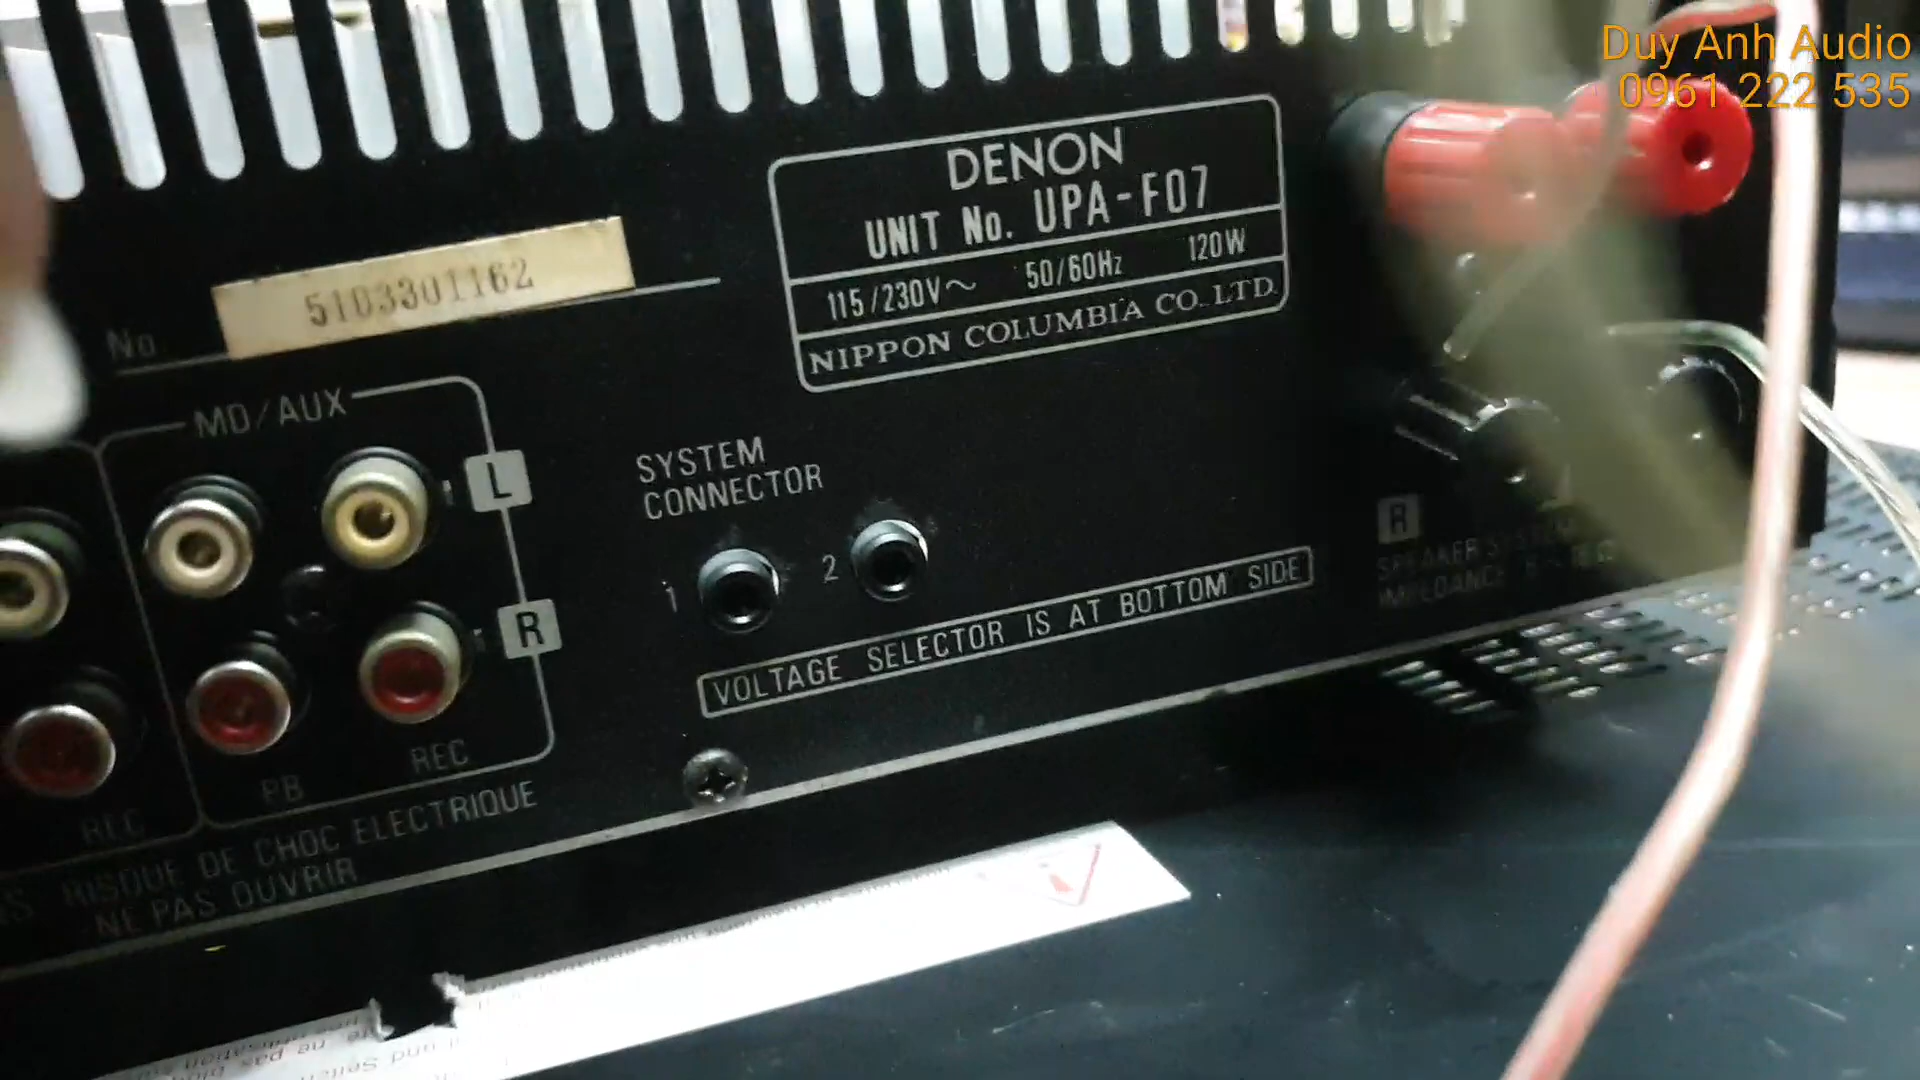 Duy Anh Audio
0961 222 535
DENON
UNIT No. UPA-F07
115/230V~ 50/60Hz 120W
NIPPON COLUMBIA CO., LTD.
No. 5103301162
MD/AUX
L
R
PB
REC
REC
SYSTEM
CONNECTOR
1
2
VOLTAGE SELECTOR IS AT BOTTOM SIDE
R
SPEAKER
IMPEDANCE
RISQUE DE CHOC ELECTRIQUE
-NE PAS OUVRIR